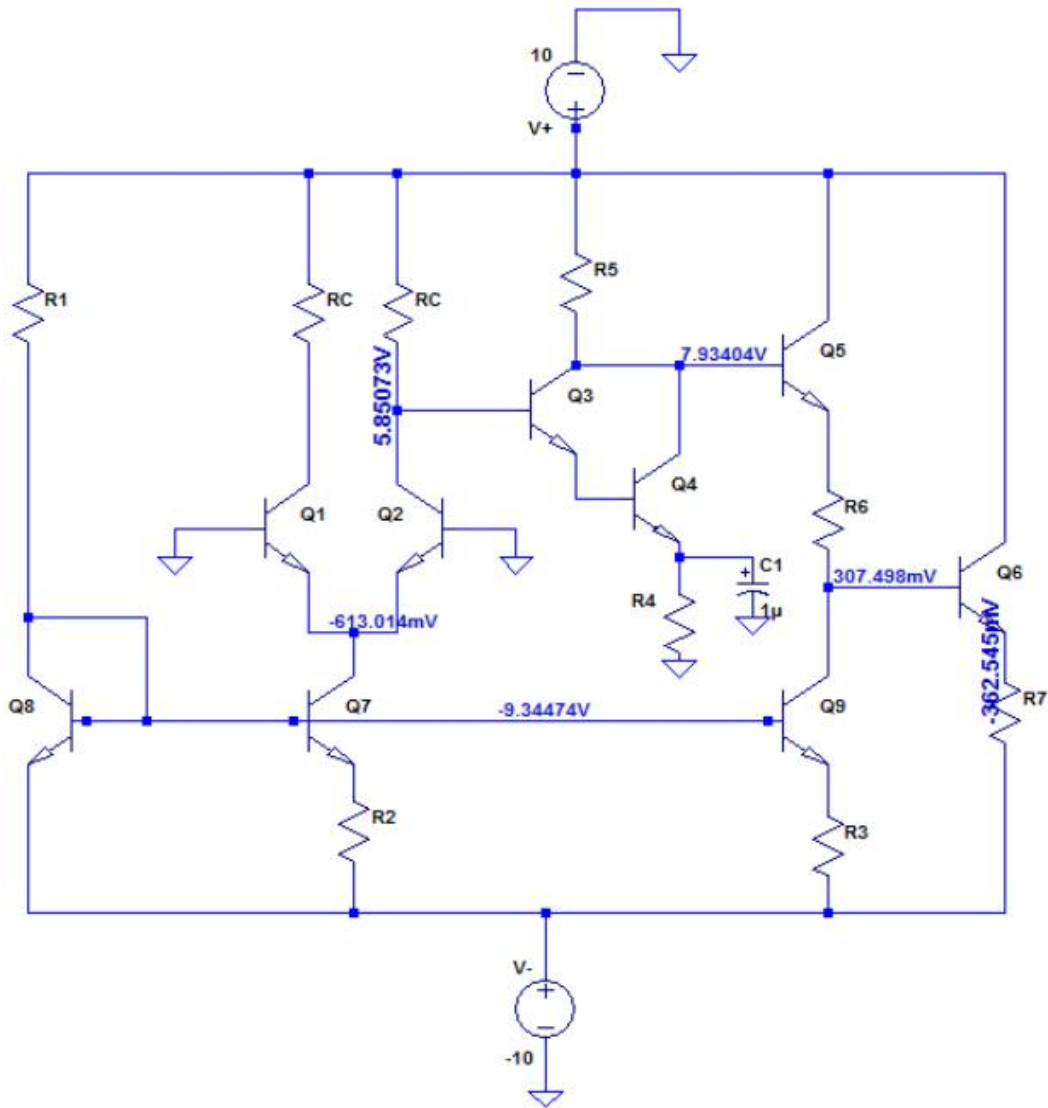 10
V+
R1
RC
RC
R5
5.85073V
7.93404V
Q5
Q3
Q1
Q2
Q4
R6
C1
1µ
307.498mV
Q6
R4
-613.014mV
-362.545mV
Q8
Q7
-9.34474V
Q9
R7
R2
R3
V-
-10